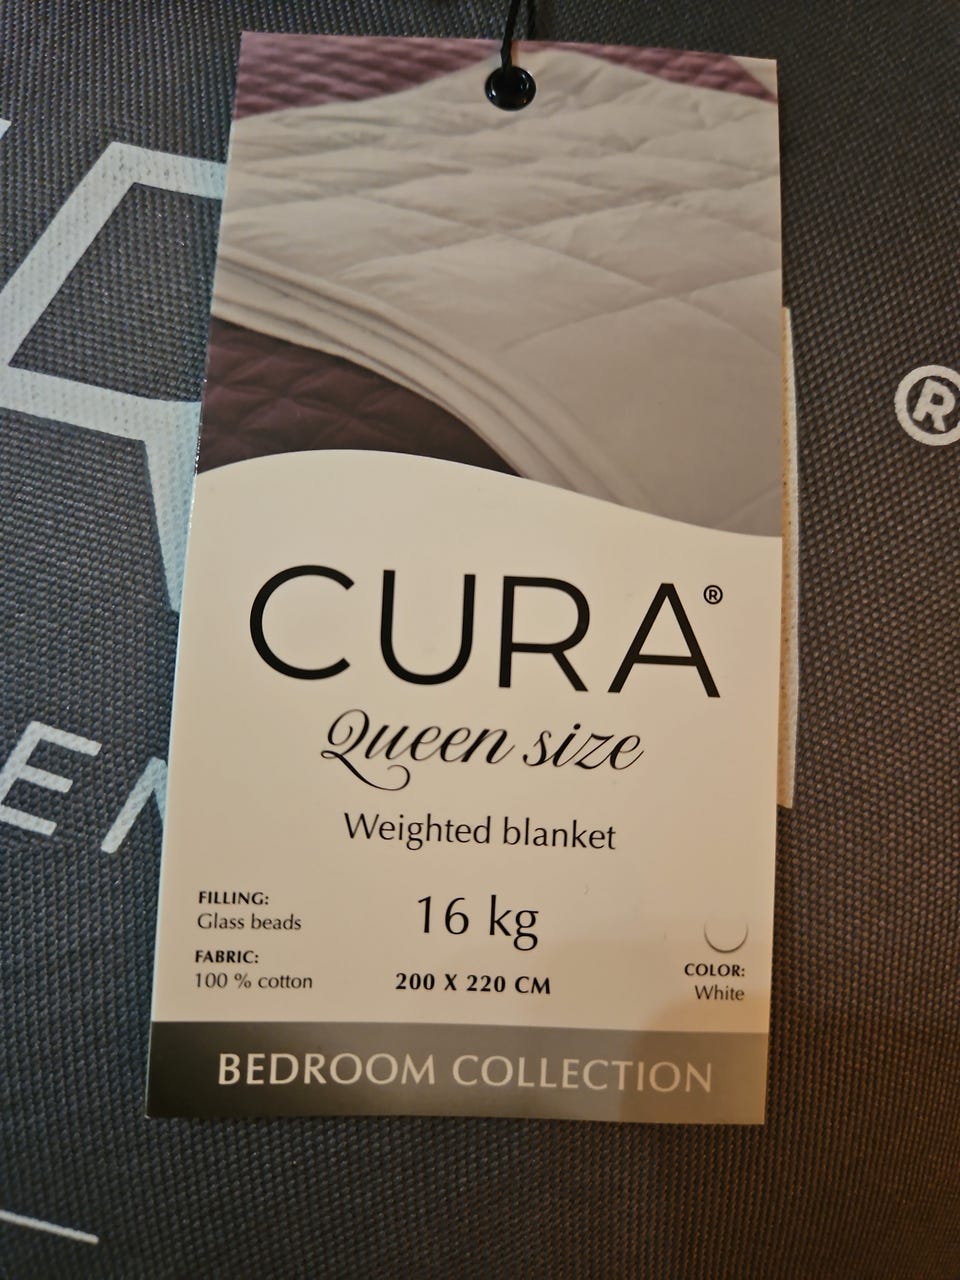 ®
CURA®
Queen size
Weighted blanket
FILLING:
Glass beads
16 kg
FABRIC:
100 % cotton
200 X 220 CM
COLOR:
White
BEDROOM COLLECTION